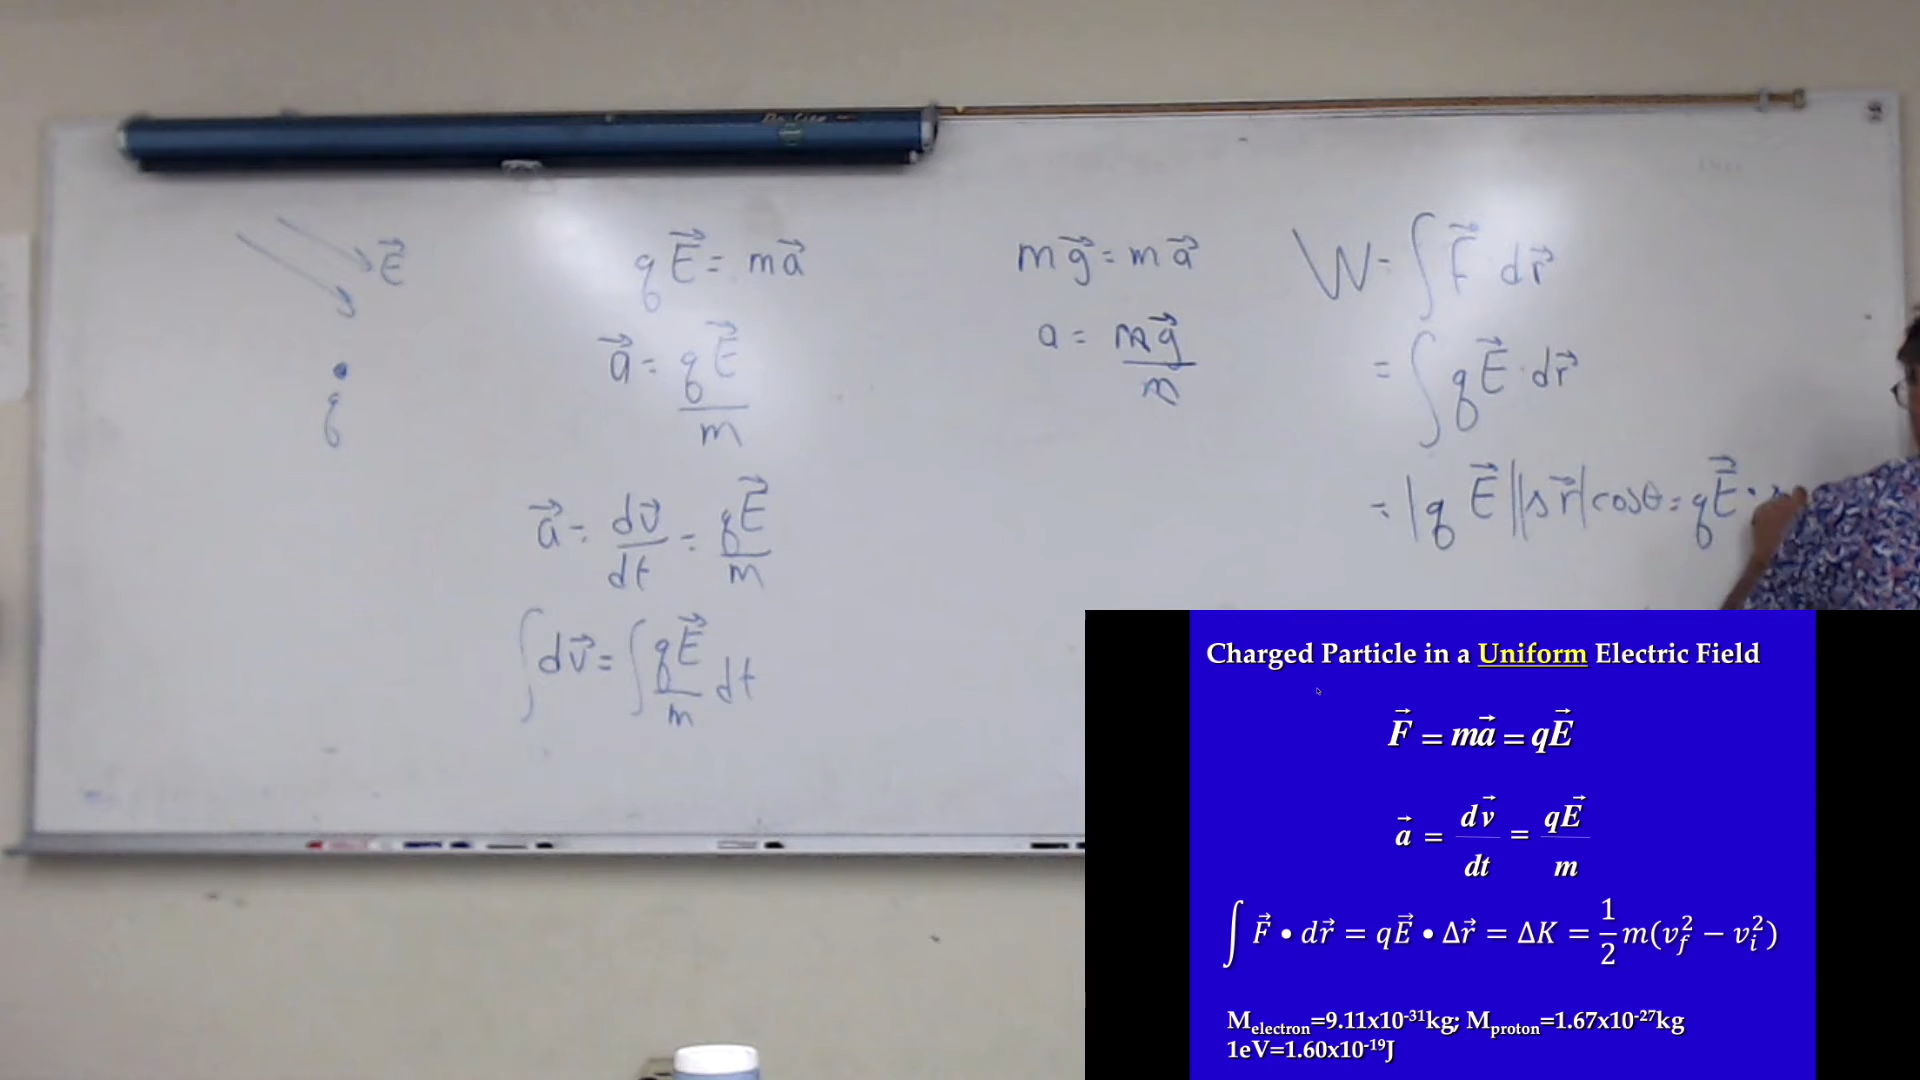 E⃗
q
qE⃗ = ma⃗
a⃗ = qE⃗/m
a⃗ = dv⃗/dt = qE⃗/m
∫ dv⃗ = ∫ qE⃗/m dt
mg⃗ = ma⃗
a = mg⃗/m
W = ∫ F⃗ dr⃗
= ∫ qE⃗ · dr⃗
= |qE⃗||Δr⃗| cosθ = qE⃗ ·
Charged Particle in a Uniform Electric Field
F⃗ = ma⃗ = qE⃗
a⃗ = dv⃗/dt = qE⃗/m
∫ F⃗ • dr⃗ = qE⃗ • Δr⃗ = ΔK = 1/2 m(v_f² − v_i²)
M_electron=9.11x10⁻³¹kg; M_proton=1.67x10⁻²⁷kg
1eV=1.60x10⁻¹⁹J